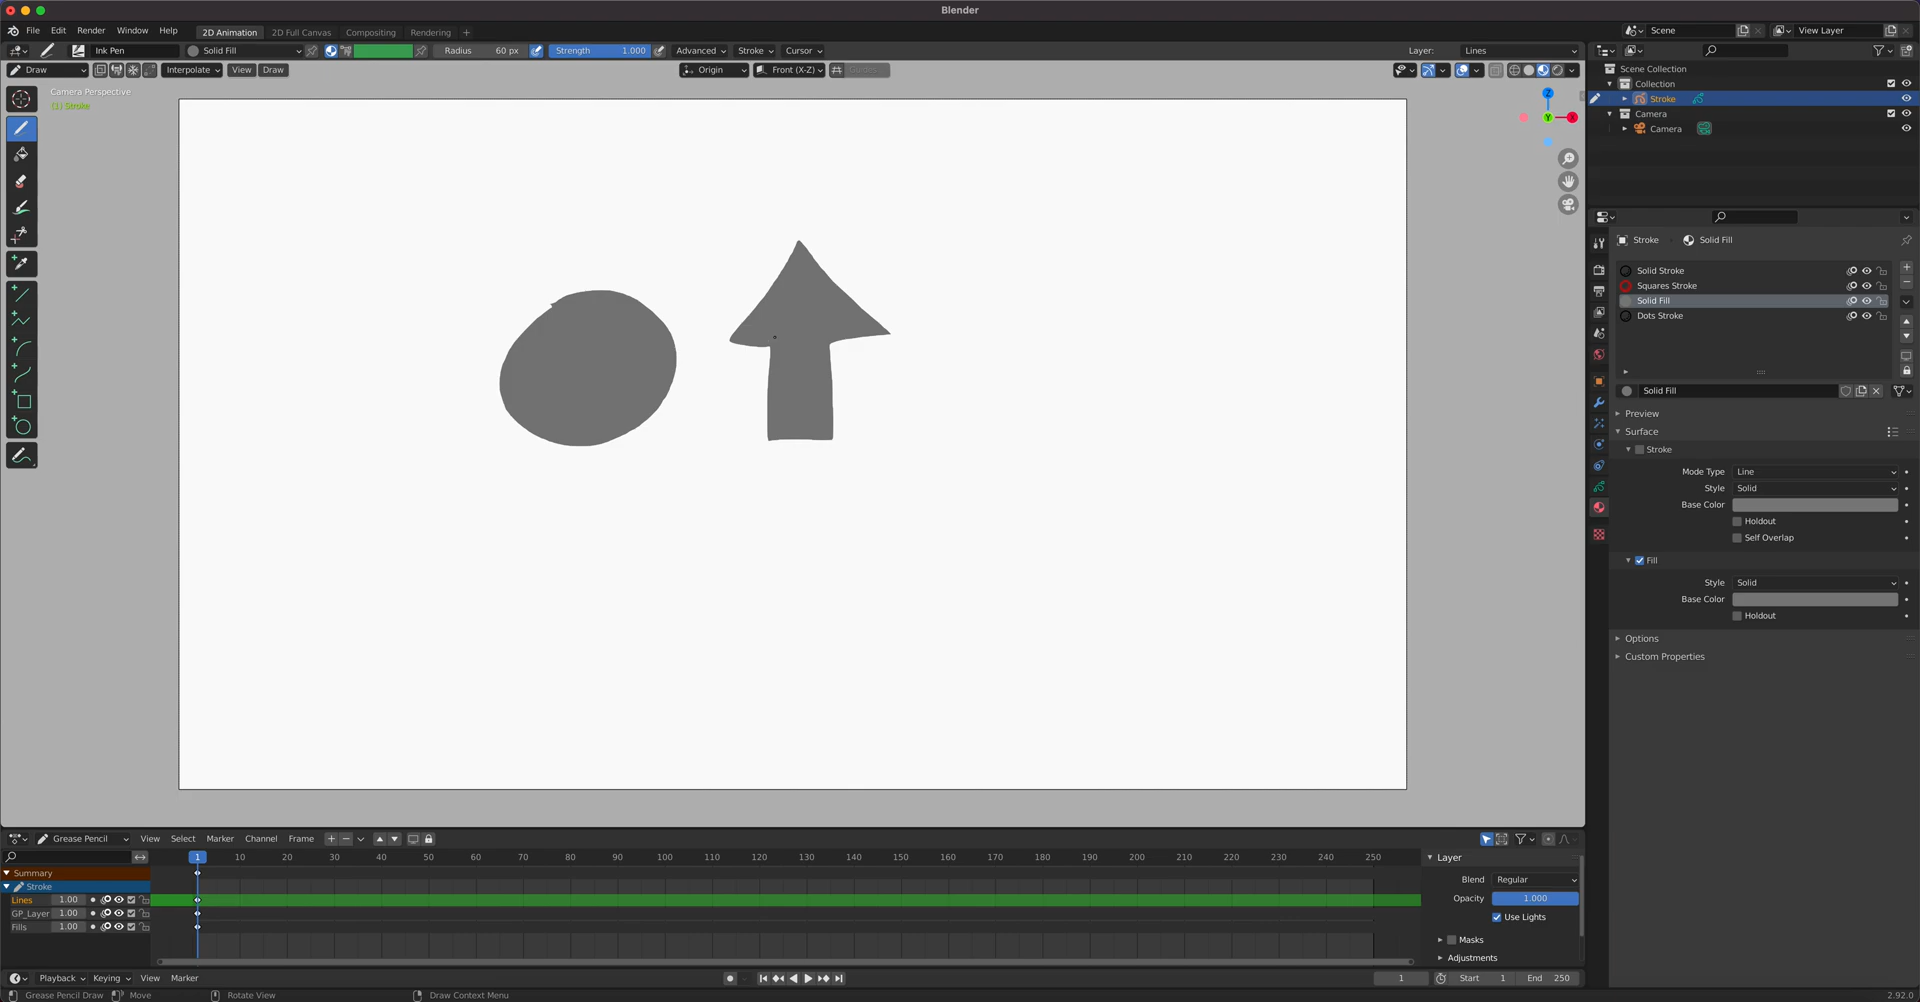 Blender
File Edit Render Window Help 2D Animation 2D Full Canvas Compositing Rendering + Scene View Layer
Ink Pen Solid Fill Radius 60 px Strength 1.000 Advanced Stroke Cursor Layer: Lines
Draw Interpolate View Draw Origin Front (X-Z) Guides
Camera Perspective
(1) Stroke
Z
Y X
Scene Collection
Collection
Stroke
Camera
Camera
Stroke Solid Fill
Solid Stroke
Squares Stroke
Solid Fill
Dots Stroke
Solid Fill
Preview
Surface
Stroke
Mode Type Line
Style Solid
Base Color
Holdout
Self Overlap
Fill
Style Solid
Base Color
Holdout
Options
Custom Properties
Grease Pencil View Select Marker Channel Frame
1 10 20 30 40 50 60 70 80 90 100 110 120 130 140 150 160 170 180 190 200 210 220 230 240 250
Summary
Stroke
Lines 1.00
GP_Layer 1.00
Fills 1.00
Layer
Blend Regular
Opacity 1.000
Use Lights
Masks
Adjustments
Playback Keying View Marker 1 Start 1 End 250
Grease Pencil Draw Move Rotate View Draw Context Menu 2.92.0